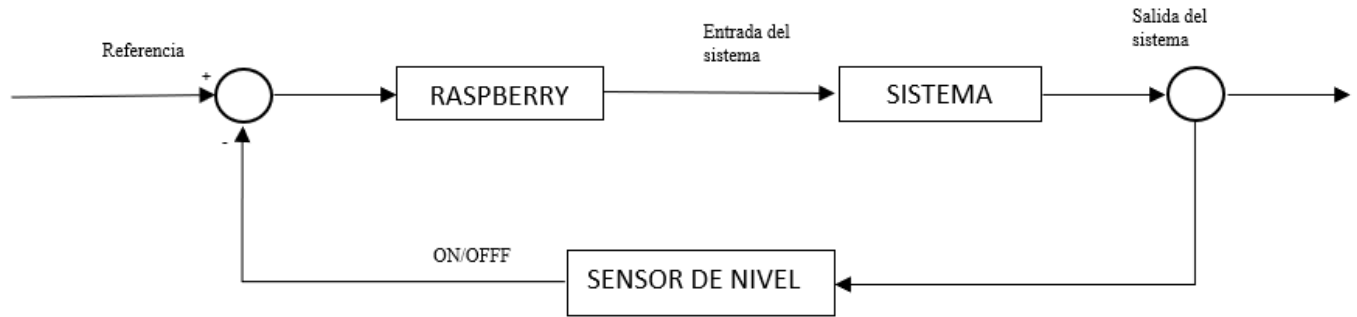 Referencia
+
-
RASPBERRY
Entrada del
sistema
SISTEMA
Salida del
sistema
ON/OFFF
SENSOR DE NIVEL